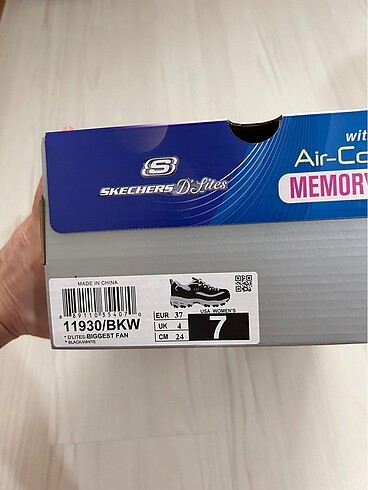 with
Air-Co
MEMORY
S
SKECHERS D'Lites
MADE IN CHINA
11930/BKW
* D'LITES-BIGGEST FAN
* BLACK/WHITE
EUR 37
UK 4
CM 24
USA WOMEN'S
7